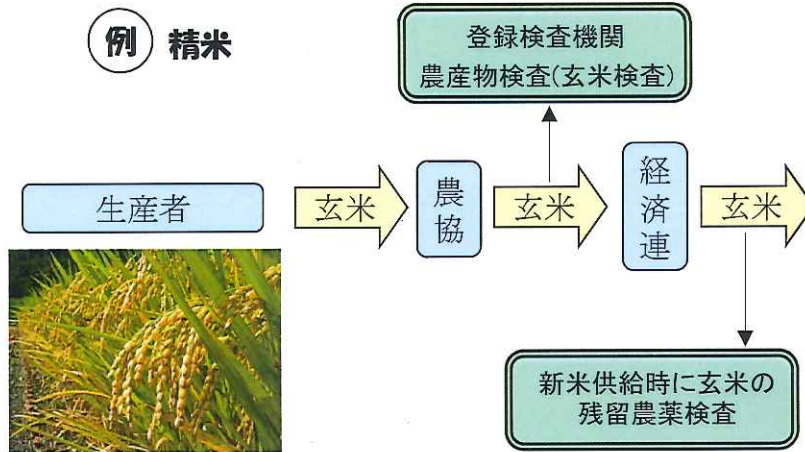 例 精米
登録検査機関
農産物検査(玄米検査)
生産者
玄米
農協
玄米
経済連
玄米
新米供給時に玄米の
残留農薬検査